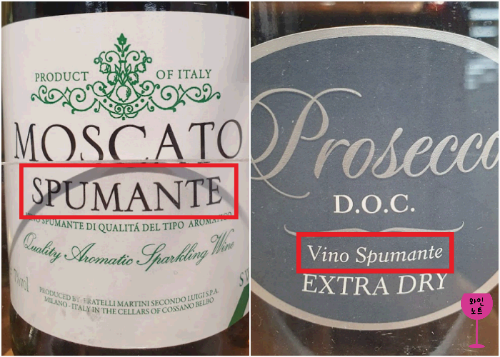 PRODUCT OF ITALY
MOSCATO
SPUMANTE
VINO SPUMANTE DI QUALITÁ DEL TIPO AROMATICO
Quality Aromatic Sparkling Wine
PRODUCED BY FRATELLI MARTINI SECONDO LUIGI S.P.A.
MILANO - ITALY IN THE CELLARS OF COSSANO BELBO
Prosecco
D.O.C.
Vino Spumante
EXTRA DRY
와인
노트